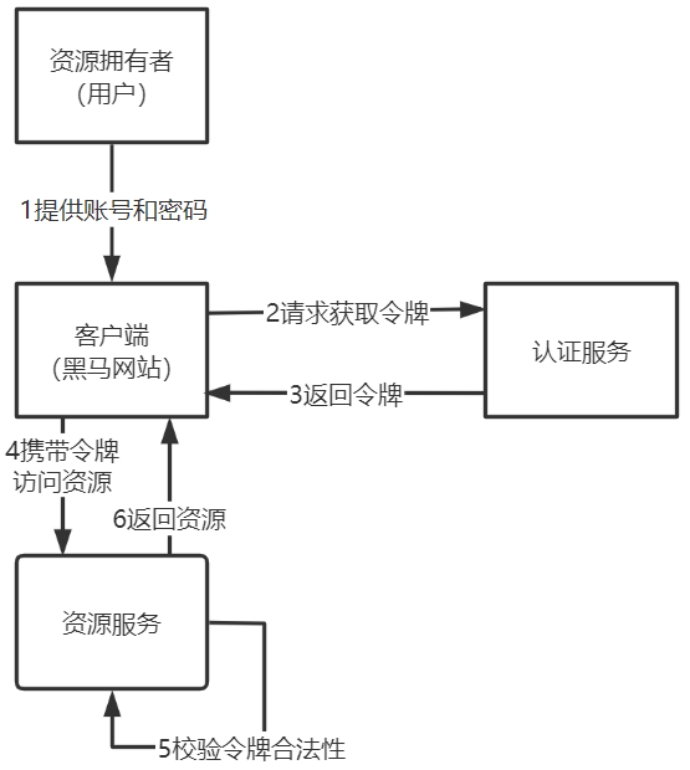 资源拥有者
（用户）
1提供账号和密码
客户端
（黑马网站）
2请求获取令牌
认证服务
3返回令牌
4携带令牌
访问资源
6返回资源
资源服务
5校验令牌合法性